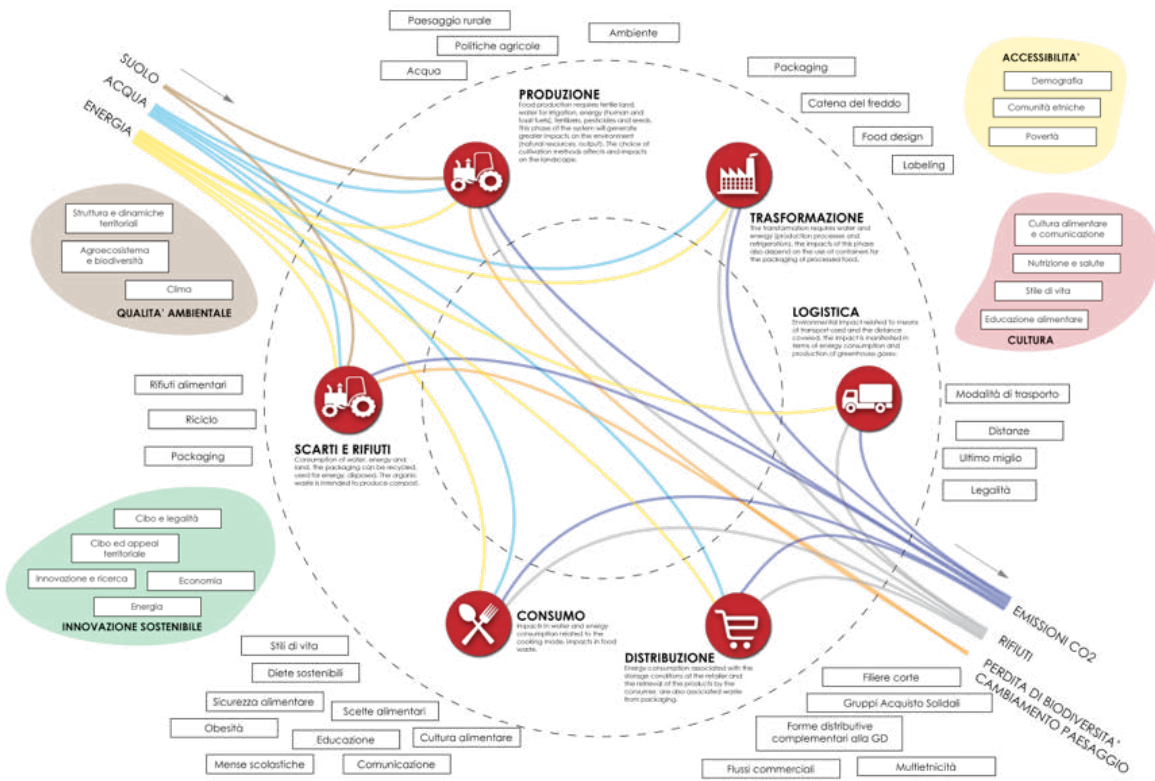 Paesaggio rurale
Politiche agricole
Acqua
Ambiente
Packaging
Catena del freddo
Food design
Labeling
ACCESSIBILITA'
Demografia
Comunità etniche
Povertà
SUOLO
ACQUA
ENERGIA
PRODUZIONE
Food production requires fertile land,
water for irrigation, energy (human and
fossil fuels), fertilizers, pesticides and seeds.
This phase of the system will generate
greater impacts on the environment
(natural resources, output). The choice of
cultivation methods affects and impacts
on the landscape.
TRASFORMAZIONE
The transformation requires water and
energy (production processes and
refrigeration), the impacts of this phase
also depend on the use of containers for
the packaging of processed food.
Struttura e dinamiche
territoriali
Agroecosistema
e biodiversità
Clima
QUALITA' AMBIENTALE
Cultura alimentare
e comunicazione
Nutrizione e salute
Stile di vita
Educazione alimentare
CULTURA
LOGISTICA
Environmental impact related to means
of transport used and the distance
covered, the impact is manifested in
terms of energy consumption and
production of greenhouse gases.
Rifiuti alimentari
Riciclo
Packaging
SCARTI E RIFIUTI
Consumption of water, energy and
land. The packaging can be recycled,
used for energy, disposed. The organic
waste is intended to produce compost.
Modalità di trasporto
Distanze
Ultimo miglio
Legalità
Cibo e legalità
Cibo ed appeal
territoriale
Innovazione e ricerca
Economia
Energia
INNOVAZIONE SOSTENIBILE
CONSUMO
Impacts in water and energy
consumption related to the
cooking mode, impacts in food
waste.
DISTRIBUZIONE
Energy consumption associated with the
storage conditions at the retailer and
the retrieval of the products by the
consumer, are also associated waste
from packaging.
EMISSIONI CO2
RIFIUTI
PERDITA DI BIODIVERSITA'
CAMBIAMENTO PAESAGGIO
Stili di vita
Diete sostenibili
Sicurezza alimentare
Scelte alimentari
Obesità
Educazione
Cultura alimentare
Mense scolastiche
Comunicazione
Filiere corte
Gruppi Acquisto Solidali
Forme distributive
complementari alla GD
Flussi commerciali
Multietnicità